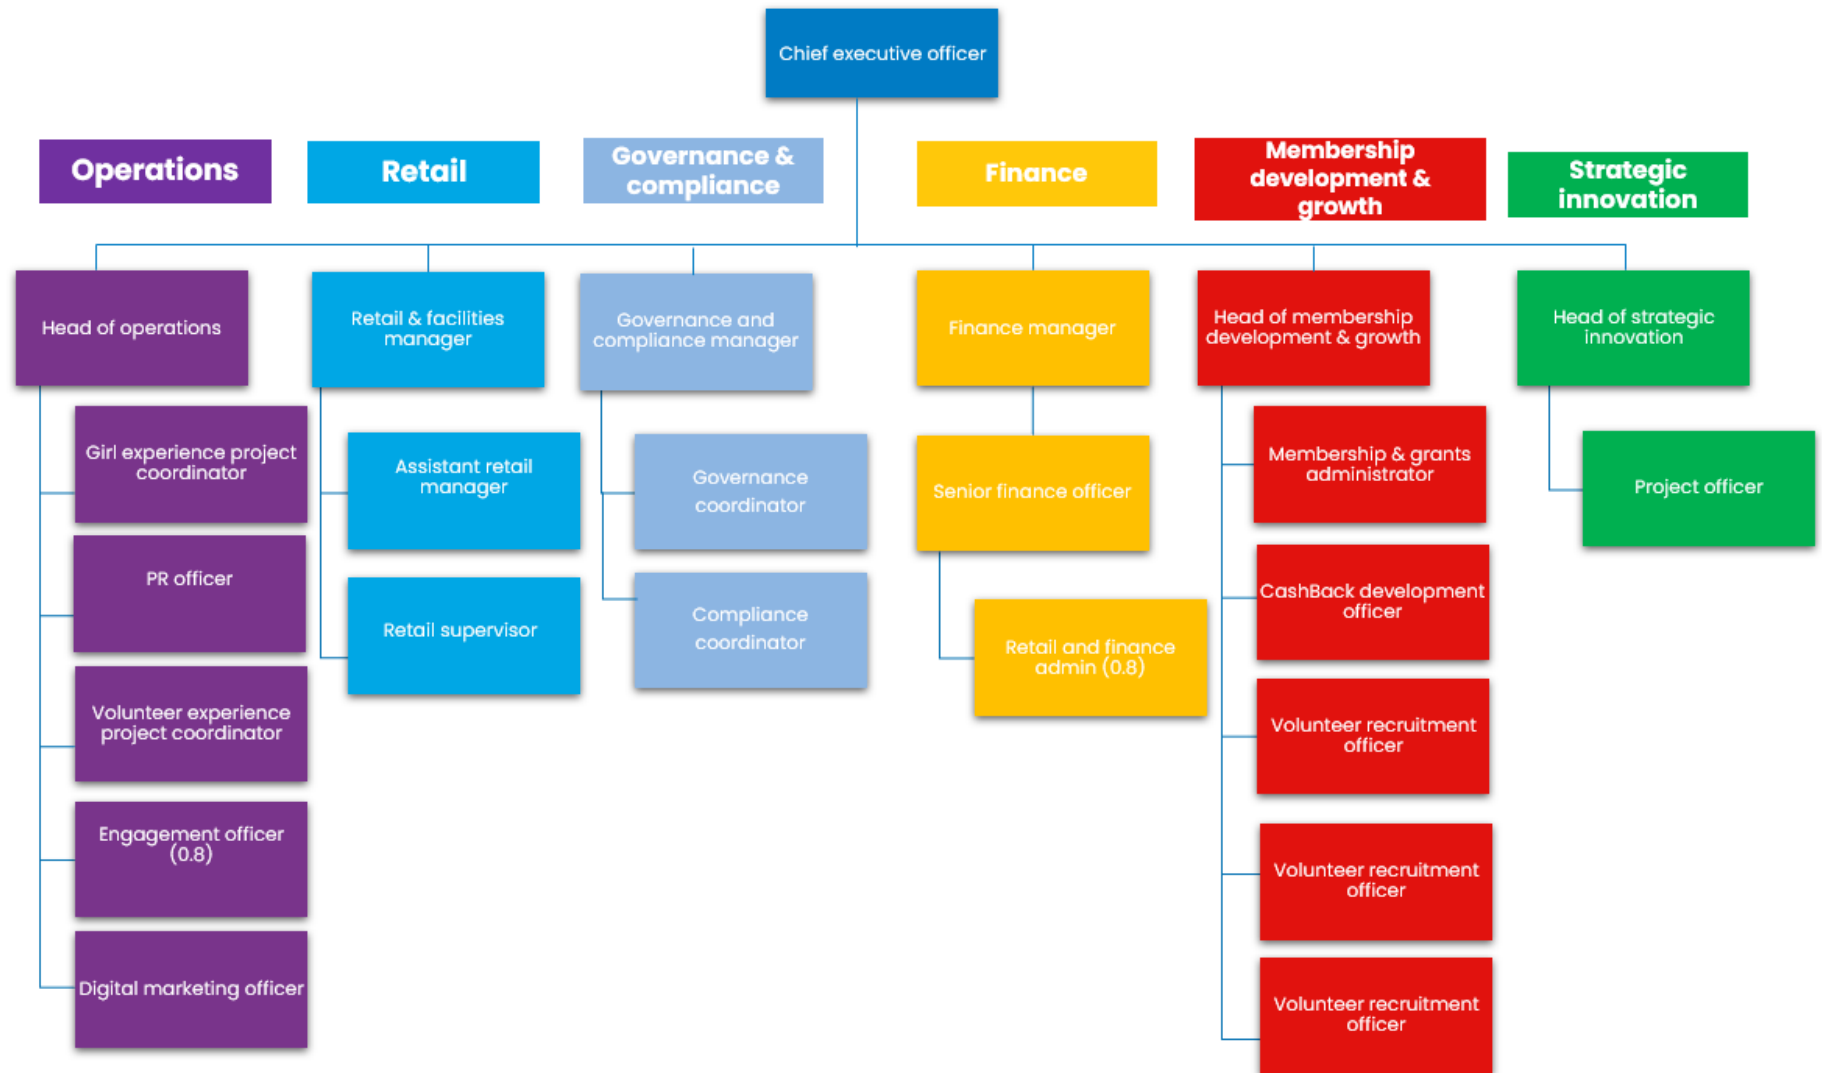 Chief executive officer
Operations
Retail
Governance &
compliance
Finance
Membership
development &
growth
Strategic
innovation
Head of operations
Retail & facilities
manager
Governance and
compliance manager
Finance manager
Head of membership
development & growth
Head of strategic
innovation
Girl experience project
coordinator
PR officer
Volunteer experience
project coordinator
Engagement officer
(0.8)
Digital marketing officer
Assistant retail
manager
Retail supervisor
Governance
coordinator
Compliance
coordinator
Senior finance officer
Retail and finance
admin (0.8)
Membership & grants
administrator
CashBack development
officer
Volunteer recruitment
officer
Volunteer recruitment
officer
Volunteer recruitment
officer
Project officer